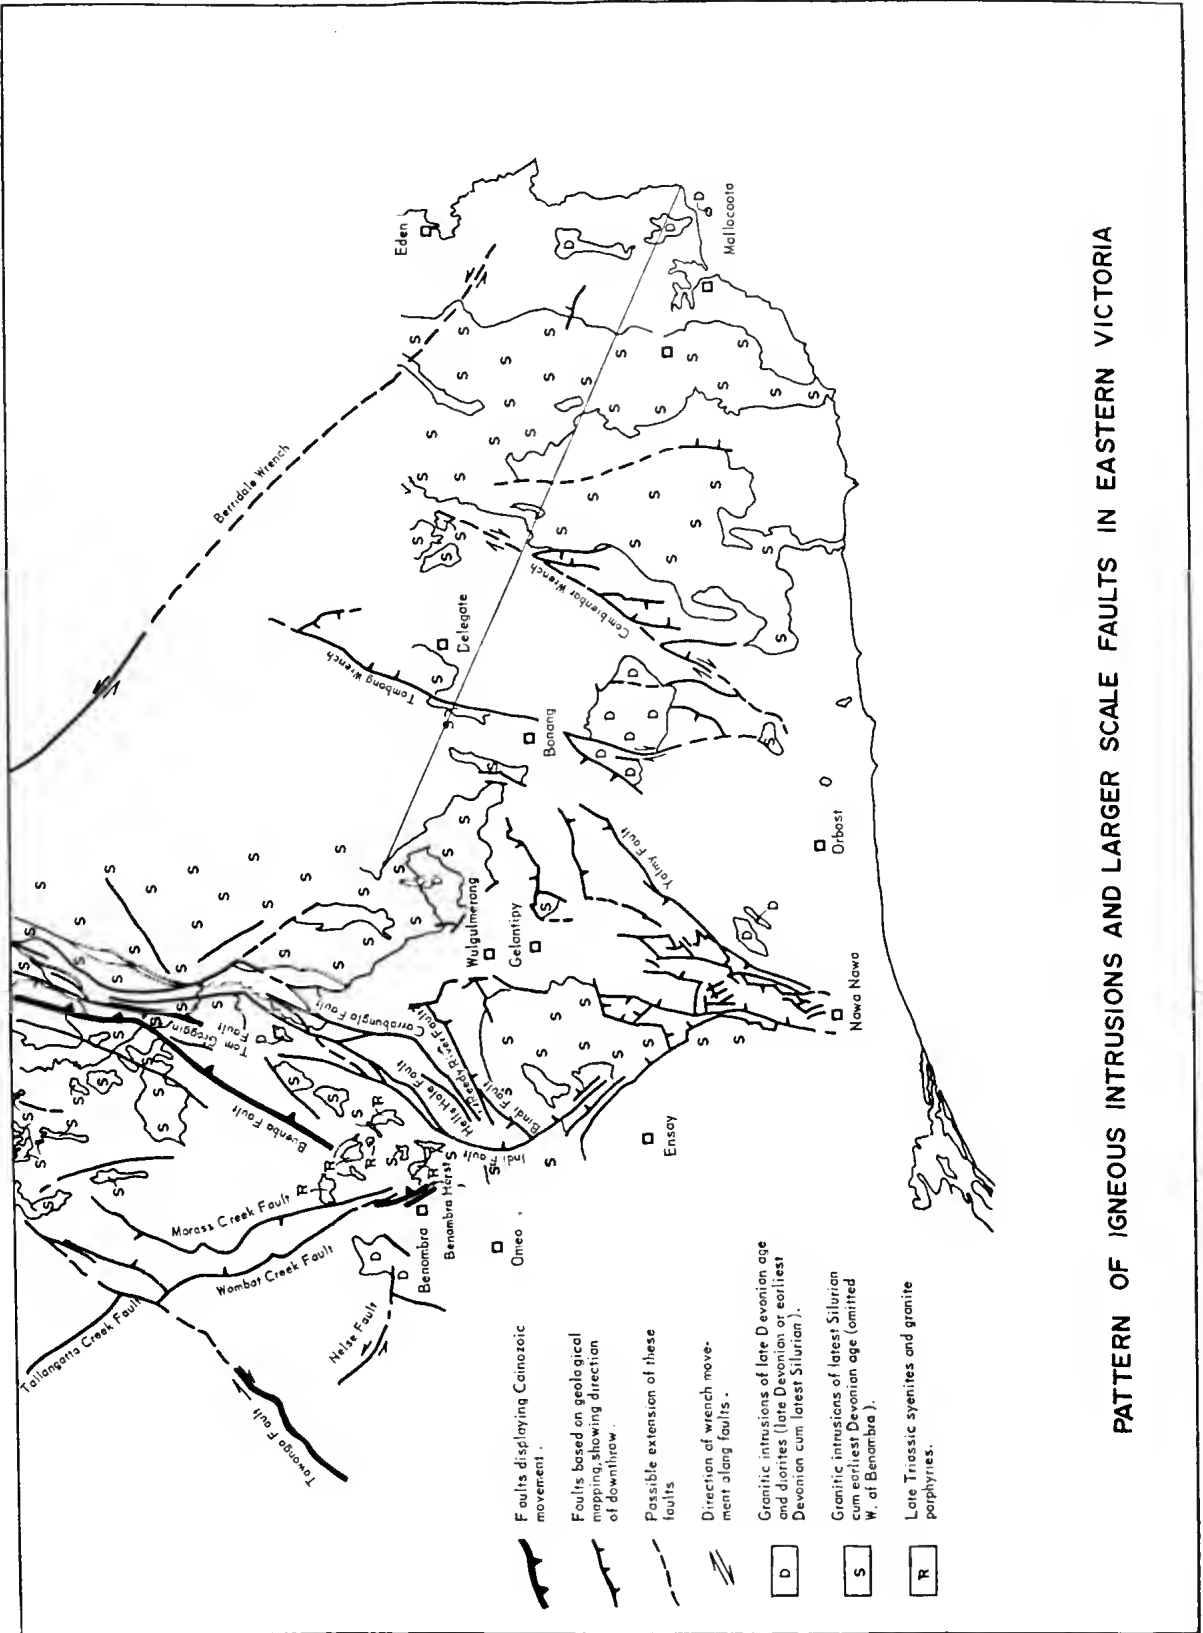 Eden
Mallacoota
Berridale Wrench
Delegate
Combienbar Wrench
Tombong Wrench
Bonang
Orbost
Yalmy Fault
Wulgulmerang
Gelantipy
Nowa Nowa
Tom Groggin
Fault
Carrabungla Fault
Reedy River Fault
Hells Hole Fault
Bindi Fault
Indi
Fault
Ensay
Buenba Fault
Morass Creek Fault
Benambra Horst
Benambra
Omeo
Wombat Creek Fault
Tallangatta Creek Fault
Nelse Fault
Tawonga Fault
Faults displaying Cainozoic
movement.
Faults based on geological
mapping, showing direction
of downthrow.
Possible extension of these
faults
Direction of wrench move-
ment along faults.
D
Granitic intrusions of late Devonian age
and diorites (late Devonian or earliest
Devonian cum latest Silurian).
S
Granitic intrusions of latest Silurian
cum earliest Devonian age (omitted
W. of Benambra).
R
Late Triassic syenites and granite
porphyries.
PATTERN OF IGNEOUS INTRUSIONS AND LARGER SCALE FAULTS IN EASTERN VICTORIA